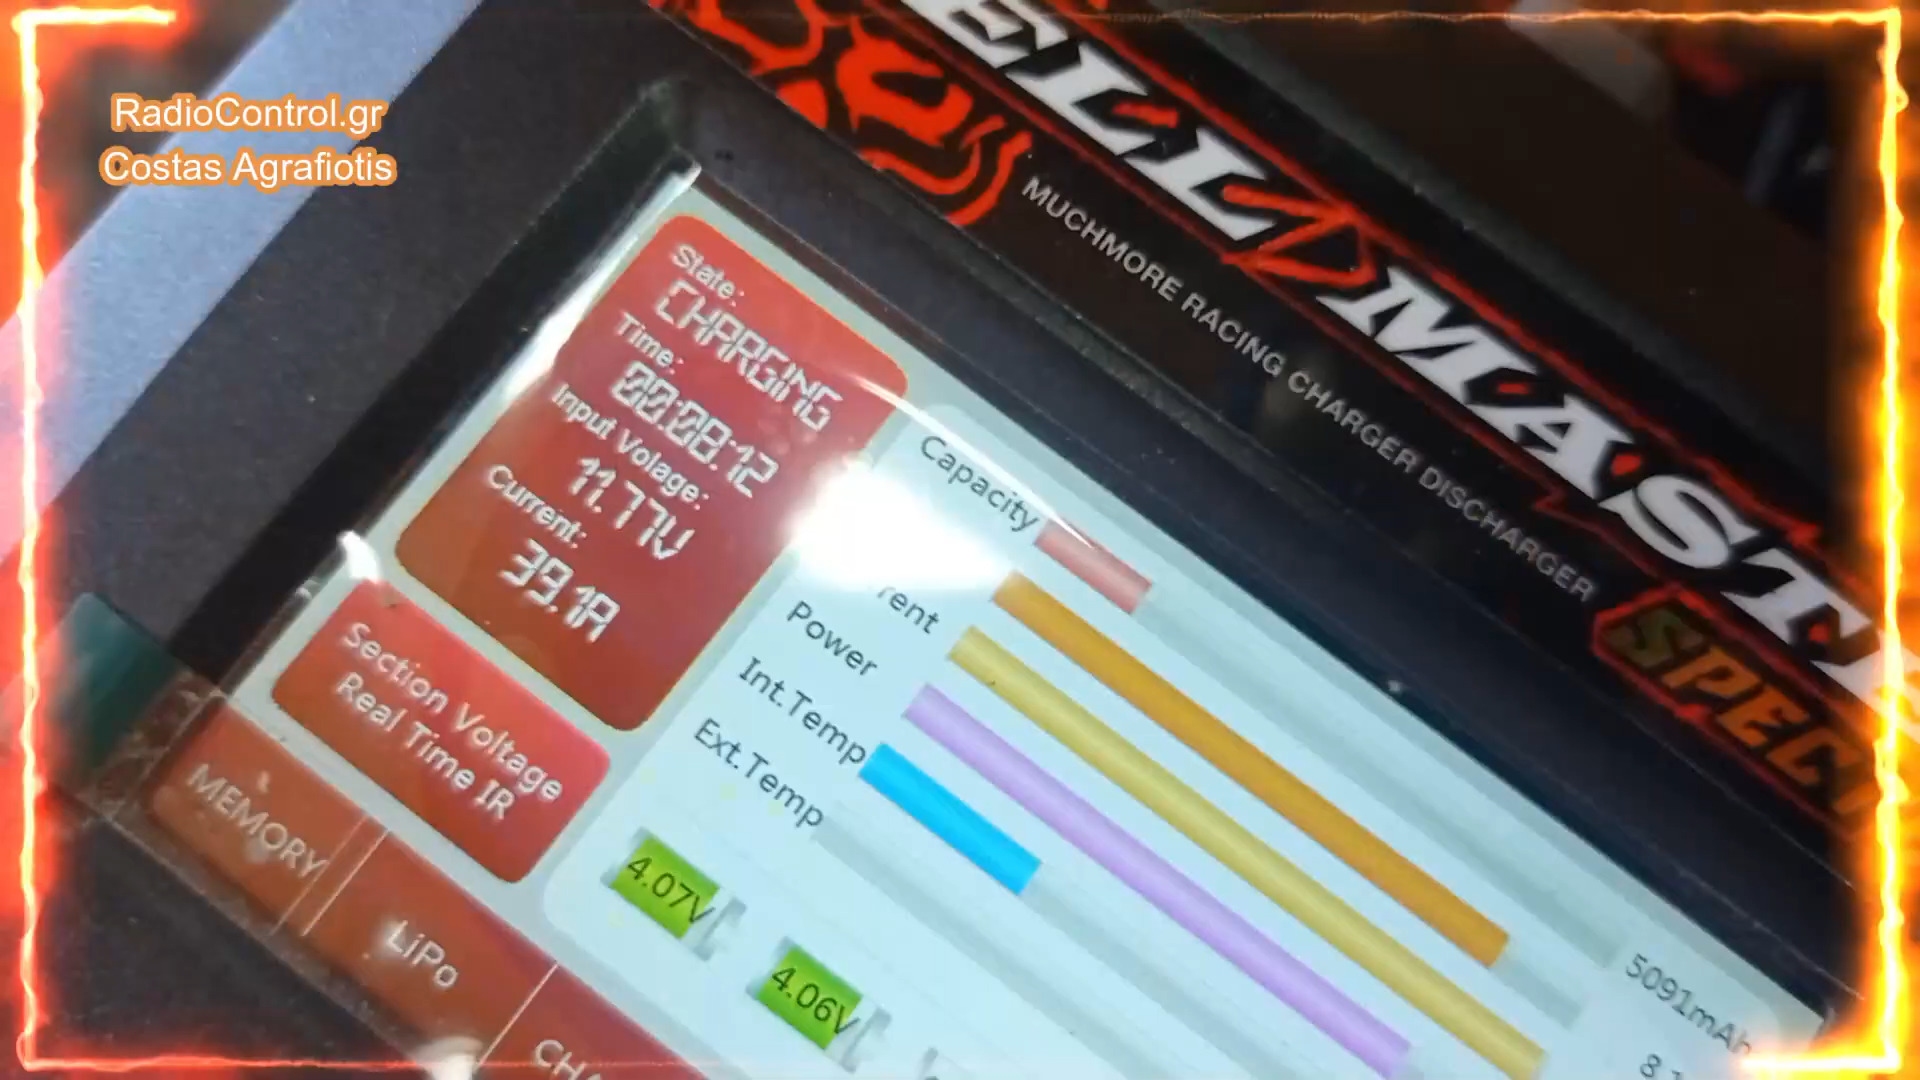 RadioControl.gr
Costas Agrafiotis
MUCHMORE RACING CHARGER DISCHARGER
State:
CHARGING
Time:
00:08:12
Input Volage:
11.77V
Current:
39.1A
Section Voltage
Real Time IR
MEMORY
LiPo
Capacity
Power
Int.Temp
Ext.Temp
4.07V
4.06V
5091mAh